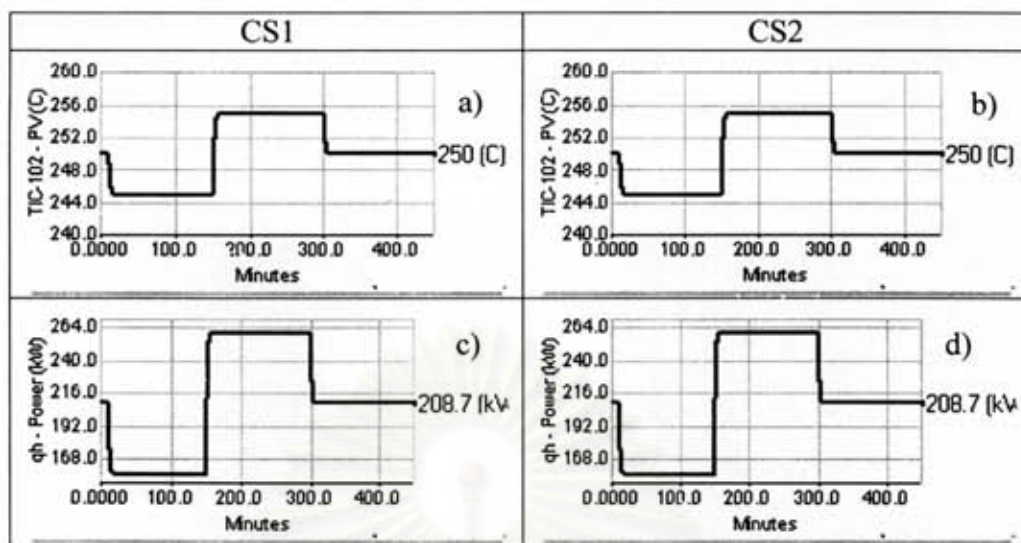 CS1
CS2
260.0
256.0
252.0
248.0
244.0
240.0
TIC-102 - PV(C)
a)
250 (C)
0.0000 100.0 200.0 300.0 400.0
Minutes
260.0
256.0
252.0
248.0
244.0
240.0
TIC-102 - PV(C)
b)
250 (C)
0.0000 100.0 200.0 300.0 400.0
Minutes
264.0
240.0
216.0
192.0
168.0
qh - Power(kW)
c)
208.7 (kV
0.0000 100.0 200.0 300.0 400.0
Minutes
264.0
240.0
216.0
192.0
168.0
qh - Power(kW)
d)
208.7 (kV
0.0000 100.0 200.0 300.0 400.0
Minutes